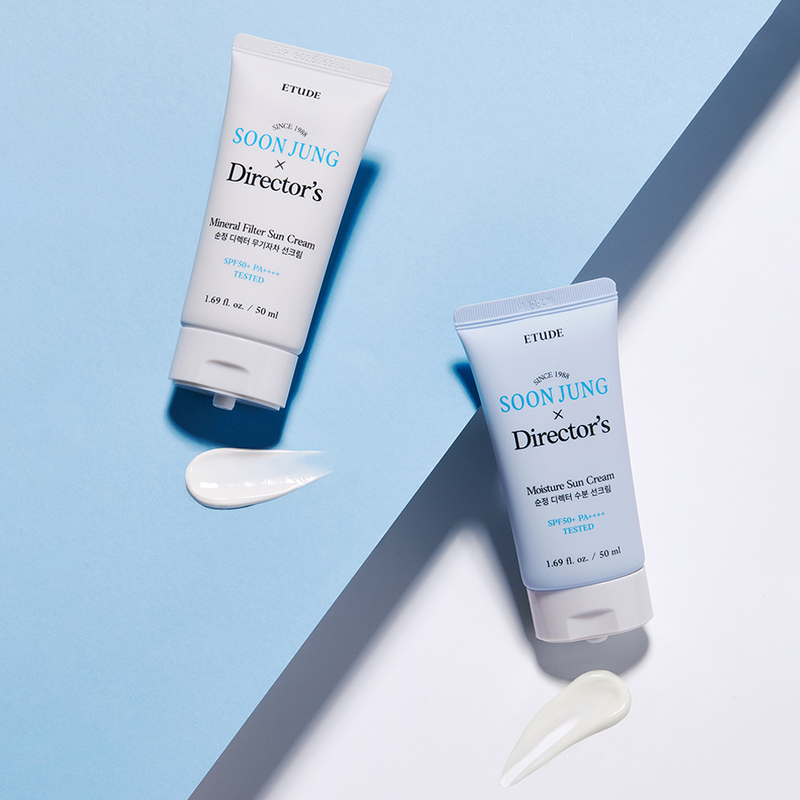 ETUDE
SINCE 1988
SOON JUNG
×
Director's
Mineral Filter Sun Cream
순정 디렉터 무기자차 선크림
SPF50+ PA++++
TESTED
1.69 fl. oz. / 50 ml
ETUDE
SINCE 1988
SOON JUNG
×
Director's
Moisture Sun Cream
순정 디렉터 수분 선크림
SPF50+ PA++++
TESTED
1.69 fl. oz. / 50 ml